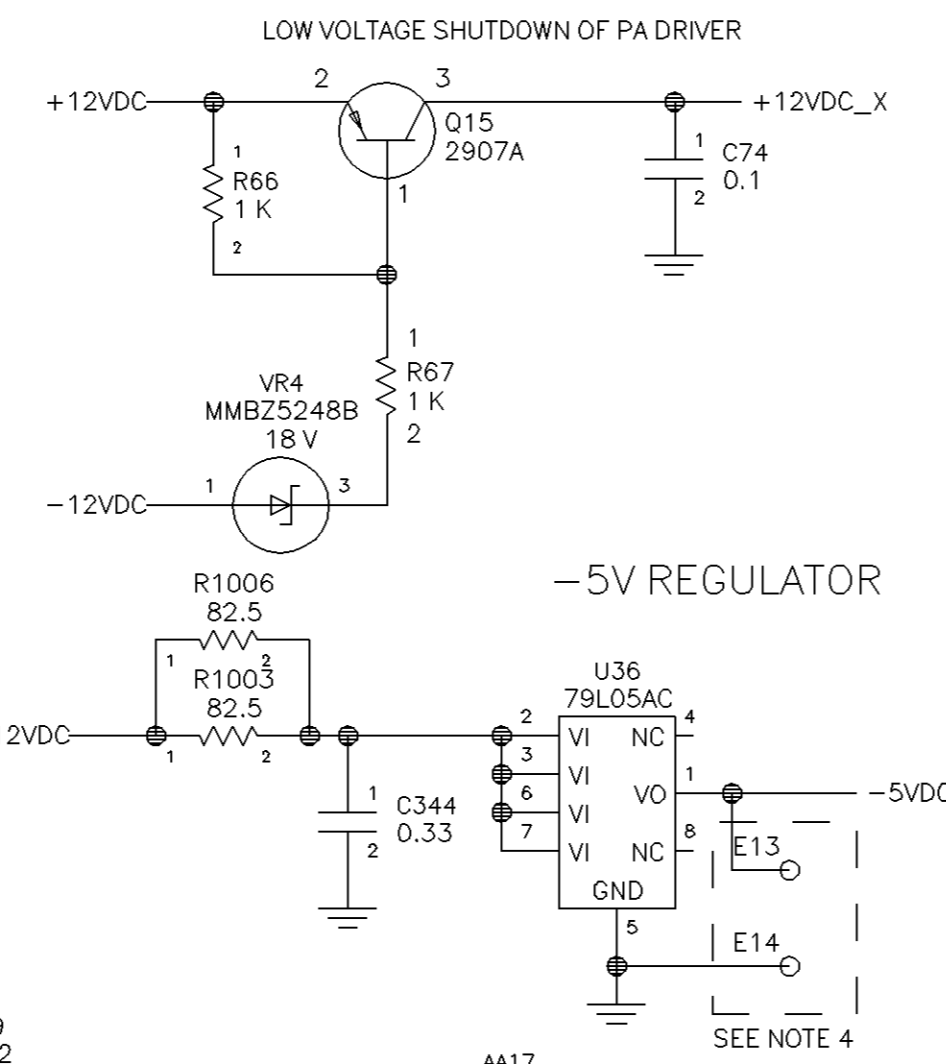 LOW VOLTAGE SHUTDOWN OF PA DRIVER
2 3
+12VDC +12VDC_X
Q15
2907A
1
1
R66
1 K
2
1
C74
0.1
2
1
R67
1 K
2
VR4
MMBZ5248B
18 V
-12VDC 1 3
-5V REGULATOR
R1006
82.5
1 2
R1003
82.5
2VDC
1 2
1
C344
0.33
2
U36
79L05AC
2 VI NC 4
3 VI
VO 1 -5VDC
6 VI
7 VI NC 8
GND
5
E13
E14
SEE NOTE 4
9
2
AA17